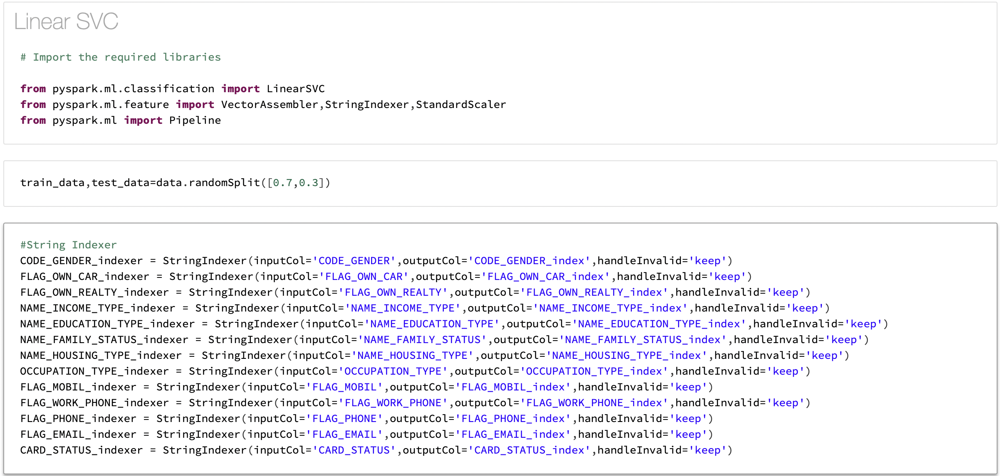 Linear SVC
# Import the required libraries
from pyspark.ml.classification import LinearSVC
from pyspark.ml.feature import VectorAssembler,StringIndexer,StandardScaler
from pyspark.ml import Pipeline
train_data,test_data=data.randomSplit([0.7,0.3])
#String Indexer
CODE_GENDER_indexer = StringIndexer(inputCol='CODE_GENDER',outputCol='CODE_GENDER_index',handleInvalid='keep')
FLAG_OWN_CAR_indexer = StringIndexer(inputCol='FLAG_OWN_CAR',outputCol='FLAG_OWN_CAR_index',handleInvalid='keep')
FLAG_OWN_REALTY_indexer = StringIndexer(inputCol='FLAG_OWN_REALTY',outputCol='FLAG_OWN_REALTY_index',handleInvalid='keep')
NAME_INCOME_TYPE_indexer = StringIndexer(inputCol='NAME_INCOME_TYPE',outputCol='NAME_INCOME_TYPE_index',handleInvalid='keep')
NAME_EDUCATION_TYPE_indexer = StringIndexer(inputCol='NAME_EDUCATION_TYPE',outputCol='NAME_EDUCATION_TYPE_index',handleInvalid='keep')
NAME_FAMILY_STATUS_indexer = StringIndexer(inputCol='NAME_FAMILY_STATUS',outputCol='NAME_FAMILY_STATUS_index',handleInvalid='keep')
NAME_HOUSING_TYPE_indexer = StringIndexer(inputCol='NAME_HOUSING_TYPE',outputCol='NAME_HOUSING_TYPE_index',handleInvalid='keep')
OCCUPATION_TYPE_indexer = StringIndexer(inputCol='OCCUPATION_TYPE',outputCol='OCCUPATION_TYPE_index',handleInvalid='keep')
FLAG_MOBIL_indexer = StringIndexer(inputCol='FLAG_MOBIL',outputCol='FLAG_MOBIL_index',handleInvalid='keep')
FLAG_WORK_PHONE_indexer = StringIndexer(inputCol='FLAG_WORK_PHONE',outputCol='FLAG_WORK_PHONE_index',handleInvalid='keep')
FLAG_PHONE_indexer = StringIndexer(inputCol='FLAG_PHONE',outputCol='FLAG_PHONE_index',handleInvalid='keep')
FLAG_EMAIL_indexer = StringIndexer(inputCol='FLAG_EMAIL',outputCol='FLAG_EMAIL_index',handleInvalid='keep')
CARD_STATUS_indexer = StringIndexer(inputCol='CARD_STATUS',outputCol='CARD_STATUS_index',handleInvalid='keep')